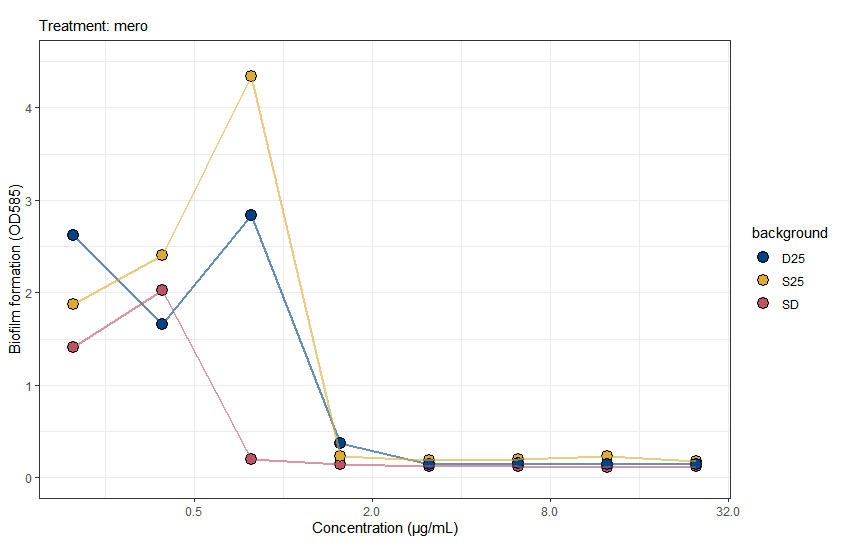 Treatment: mero
4
3
2
1
0
Biofilm formation (OD585)
0.5
2.0
8.0
32.0
Concentration (µg/mL)
background
D25
S25
SD